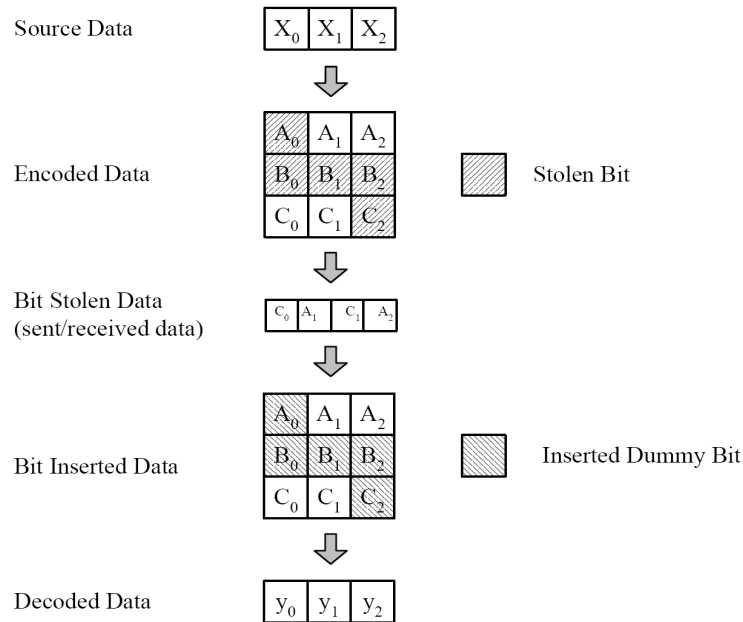 Source Data X0 X1 X2
A0 A1 A2
Encoded Data B0 B1 B2 Stolen Bit
C0 C1 C2
Bit Stolen Data
(sent/received data) C0 A1 C1 A2
A0 A1 A2
Bit Inserted Data B0 B1 B2 Inserted Dummy Bit
C0 C1 C2
Decoded Data y0 y1 y2